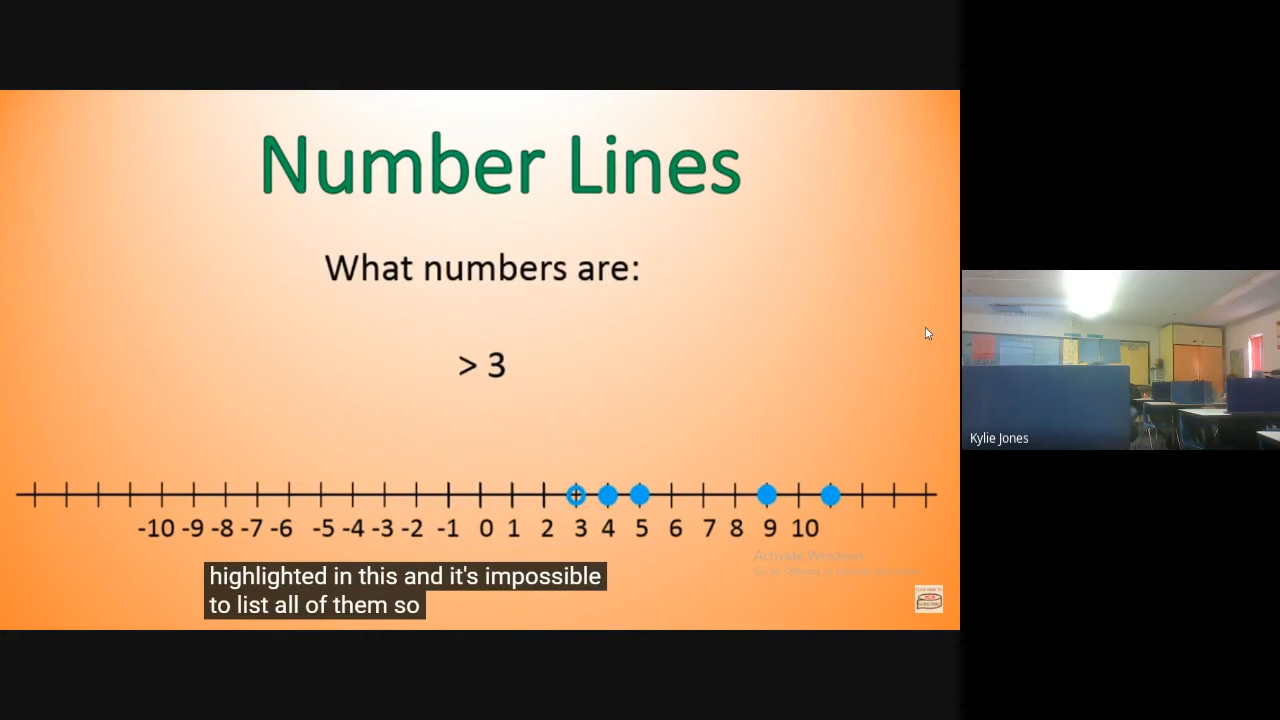 Number Lines
What numbers are:
> 3
-10 -9 -8 -7 -6 -5 -4 -3 -2 -1 0 1 2 3 4 5 6 7 8 9 10
Activate Windows
highlighted in this and it's impossible
to list all of them so
Kylie Jones